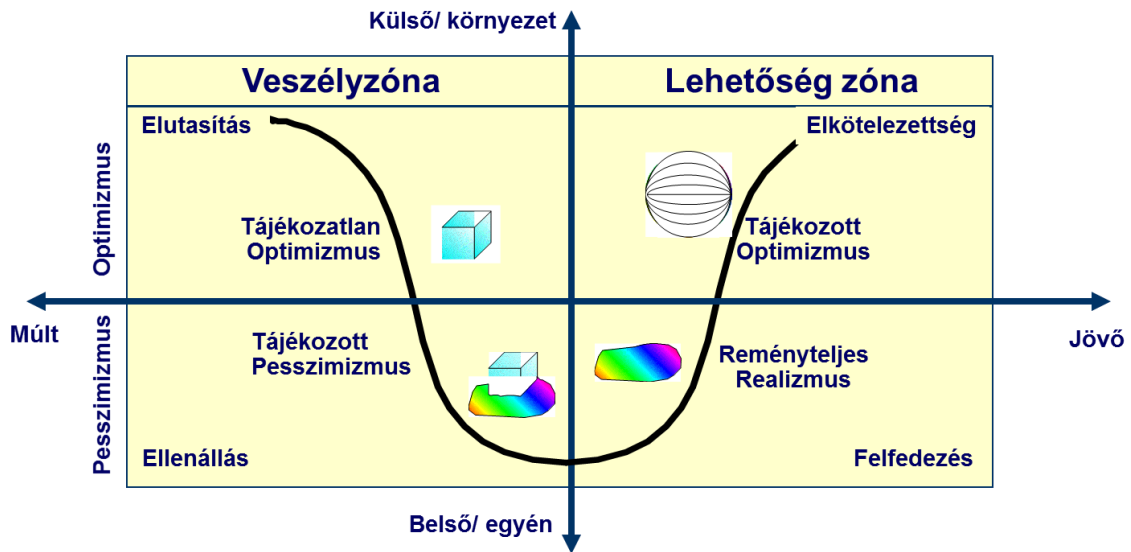 Külső/ környezet
Veszélyzóna
Lehetőség zóna
Elutasítás
Elkötelezettség
Optimizmus
Tájékozatlan
Optimizmus
Tájékozott
Optimizmus
Múlt
Jövő
Pesszimizmus
Tájékozott
Pesszimizmus
Reményteljes
Realizmus
Ellenállás
Felfedezés
Belső/ egyén